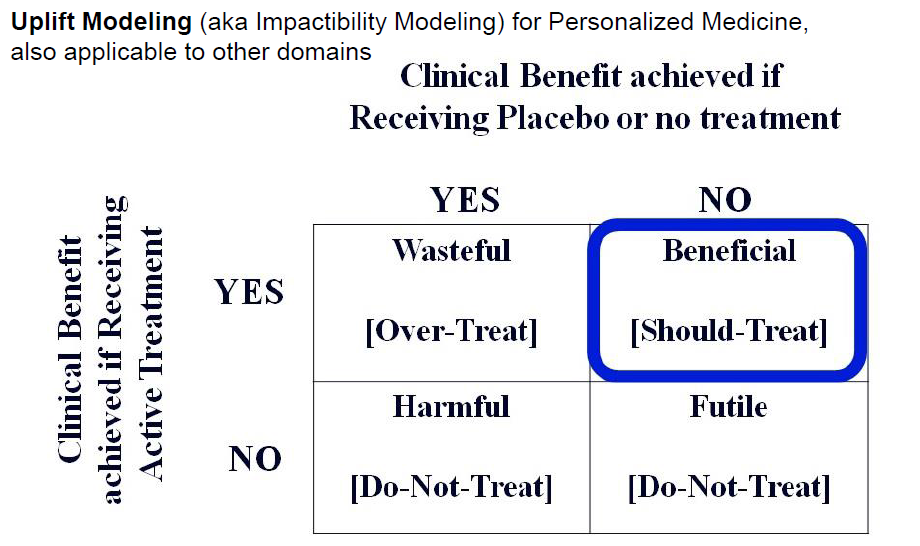 Uplift Modeling (aka Impactibility Modeling) for Personalized Medicine,
also applicable to other domains
Clinical Benefit achieved if
Receiving Placebo or no treatment
YES
NO
Clinical Benefit
achieved if Receiving
Active Treatment
YES
Wasteful
[Over-Treat]
Beneficial
[Should-Treat]
NO
Harmful
[Do-Not-Treat]
Futile
[Do-Not-Treat]